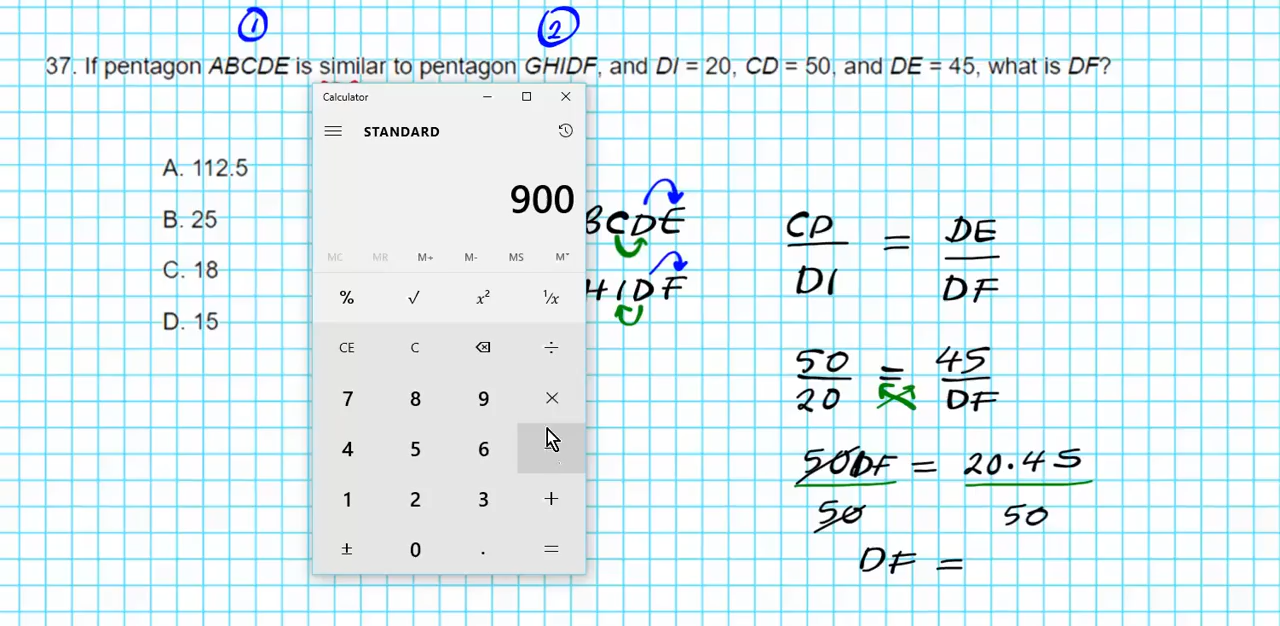 ① ②
37. If pentagon ABCDE is similar to pentagon GHIDF, and DI = 20, CD = 50, and DE = 45, what is DF?
A. 112.5
B. 25
C. 18
D. 15
Calculator
STANDARD
900
MC MR M+ M- MS M˅
% √ x² ¹/x
CE C ⌫ ÷
7 8 9 ×
4 5 6
1 2 3 +
± 0 . =
BCDE
HIDF
CD = DE
DI DF
50 = 45
20 DF
50DF = 20.45
50 50
DF =